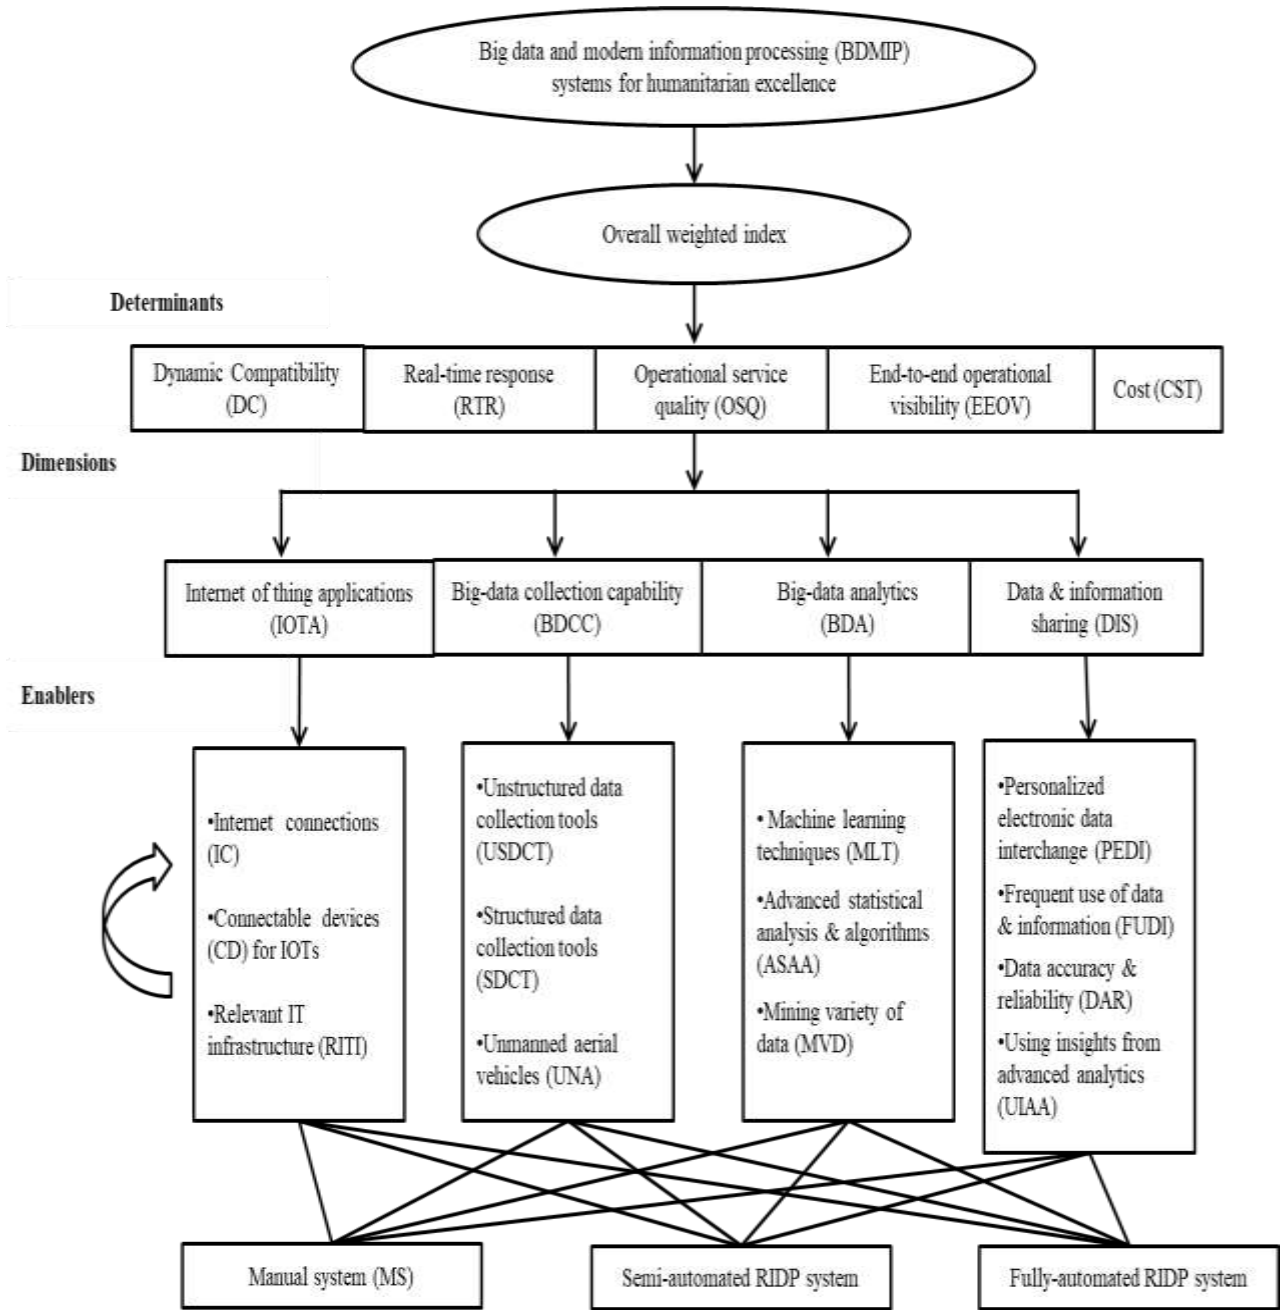 Big data and modern information processing (BDMIP)
systems for humanitarian excellence
Overall weighted index
Determinants
Dynamic Compatibility
(DC)
Real-time response
(RTR)
Operational service
quality (OSQ)
End-to-end operational
visibility (EEOV)
Cost (CST)
Dimensions
Internet of thing applications
(IOTA)
Big-data collection capability
(BDCC)
Big-data analytics
(BDA)
Data & information
sharing (DIS)
Enablers
•Internet connections
(IC)
•Connectable devices
(CD) for IOTs
•Relevant IT
infrastructure (RITI)
•Unstructured data
collection tools
(USDCT)
•Structured data
collection tools
(SDCT)
•Unmanned aerial
vehicles (UNA)
• Machine learning
techniques (MLT)
•Advanced statistical
analysis & algorithms
(ASAA)
•Mining variety of
data (MVD)
•Personalized
electronic data
interchange (PEDI)
•Frequent use of data
& information (FUDI)
•Data accuracy &
reliability (DAR)
•Using insights from
advanced analytics
(UIAA)
Manual system (MS)
Semi-automated RIDP system
Fully-automated RIDP system